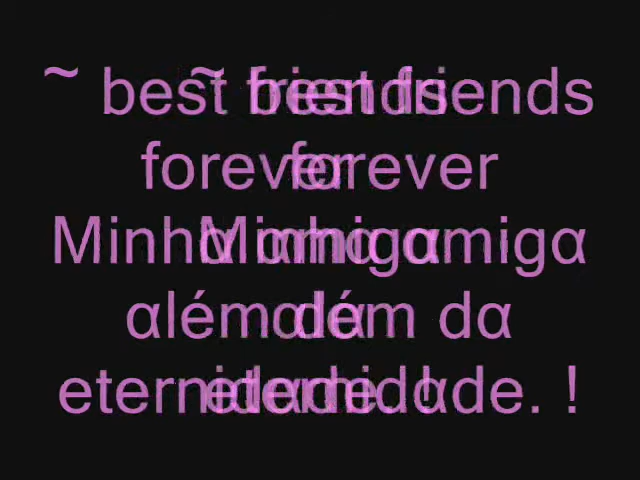 ~ best friends
forever
Minhα αmigα
αlém dα
eternidαde. !